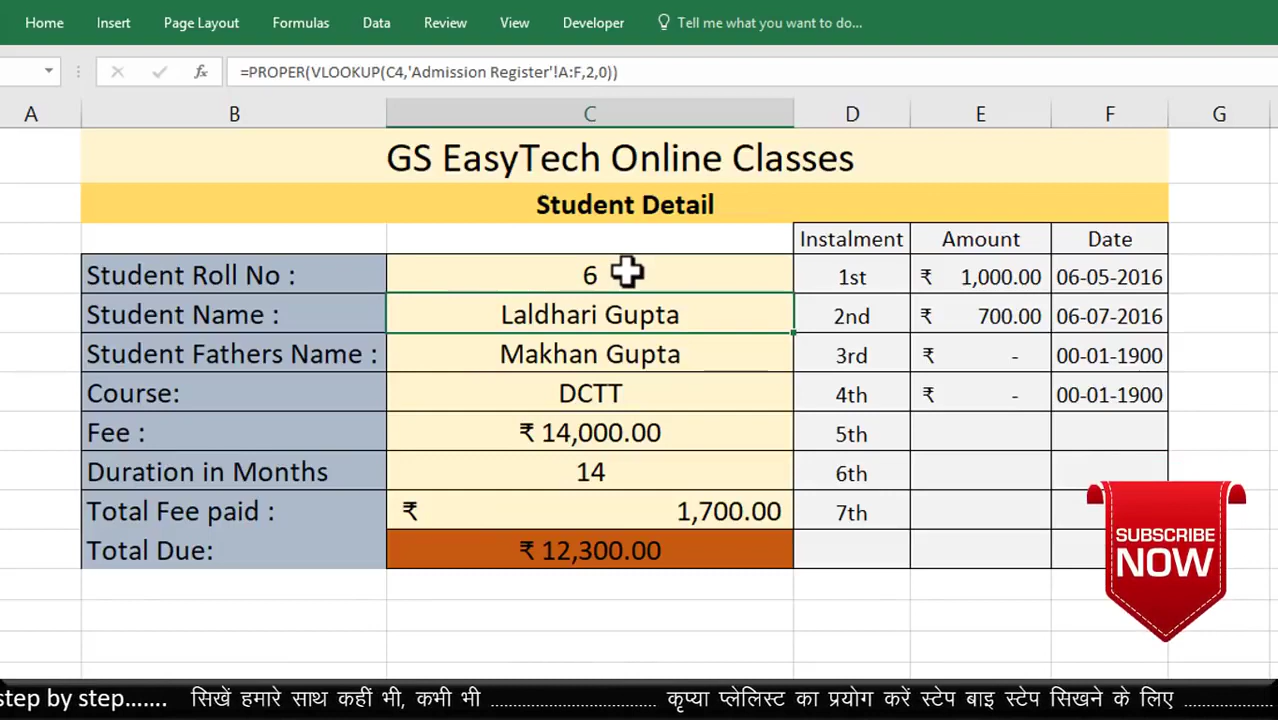 Home Insert Page Layout Formulas Data Review View Developer Tell me what you want to do...
fx =PROPER(VLOOKUP(C4,'Admission Register'!A:F,2,0))
A B C D E F G
GS EasyTech Online Classes
Student Detail
Instalment Amount Date
Student Roll No : 6 1st ₹ 1,000.00 06-05-2016
Student Name : Laldhari Gupta 2nd ₹ 700.00 06-07-2016
Student Fathers Name : Makhan Gupta 3rd ₹ - 00-01-1900
Course: DCTT 4th ₹ - 00-01-1900
Fee : ₹ 14,000.00 5th
Duration in Months 14 6th
Total Fee paid : ₹ 1,700.00 7th
Total Due: ₹ 12,300.00
SUBSCRIBE
NOW
step by step....... सिखें हमारे साथ कहीं भी, कभी भी ...................................... कृप्या प्लेलिस्ट का प्रयोग करें स्टेप बाइ स्टेप सिखने के लिए .....................